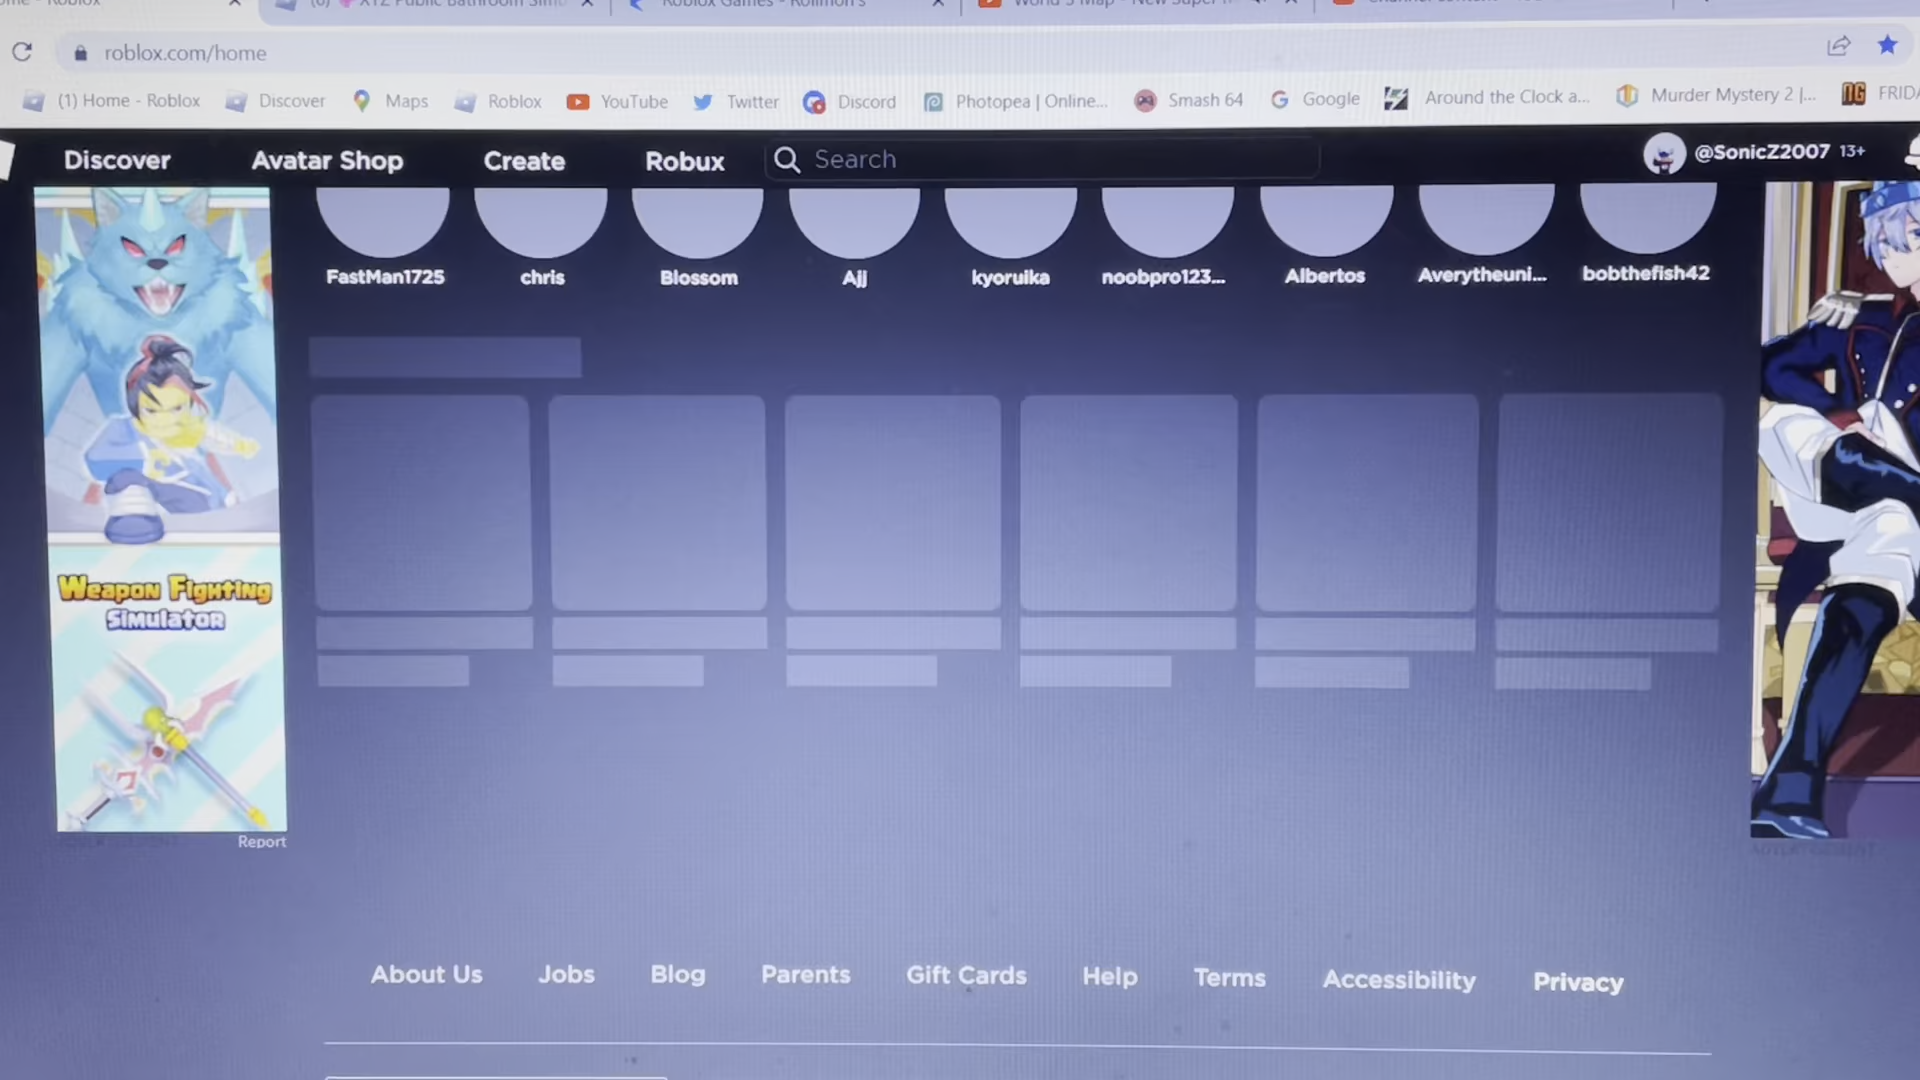 roblox.com/home
(1) Home - Roblox Discover Maps Roblox YouTube Twitter Discord Photopea | Online... Smash 64 Google Around the Clock a... Murder Mystery 2 |... FRIDA
Discover Avatar Shop Create Robux Search @SonicZ2007 13+
FastMan1725 chris Blossom Ajj kyoruika noobpro123... Albertos Averytheuni... bobthefish42
Weapon Fighting
Simulator
Report
About Us Jobs Blog Parents Gift Cards Help Terms Accessibility Privacy